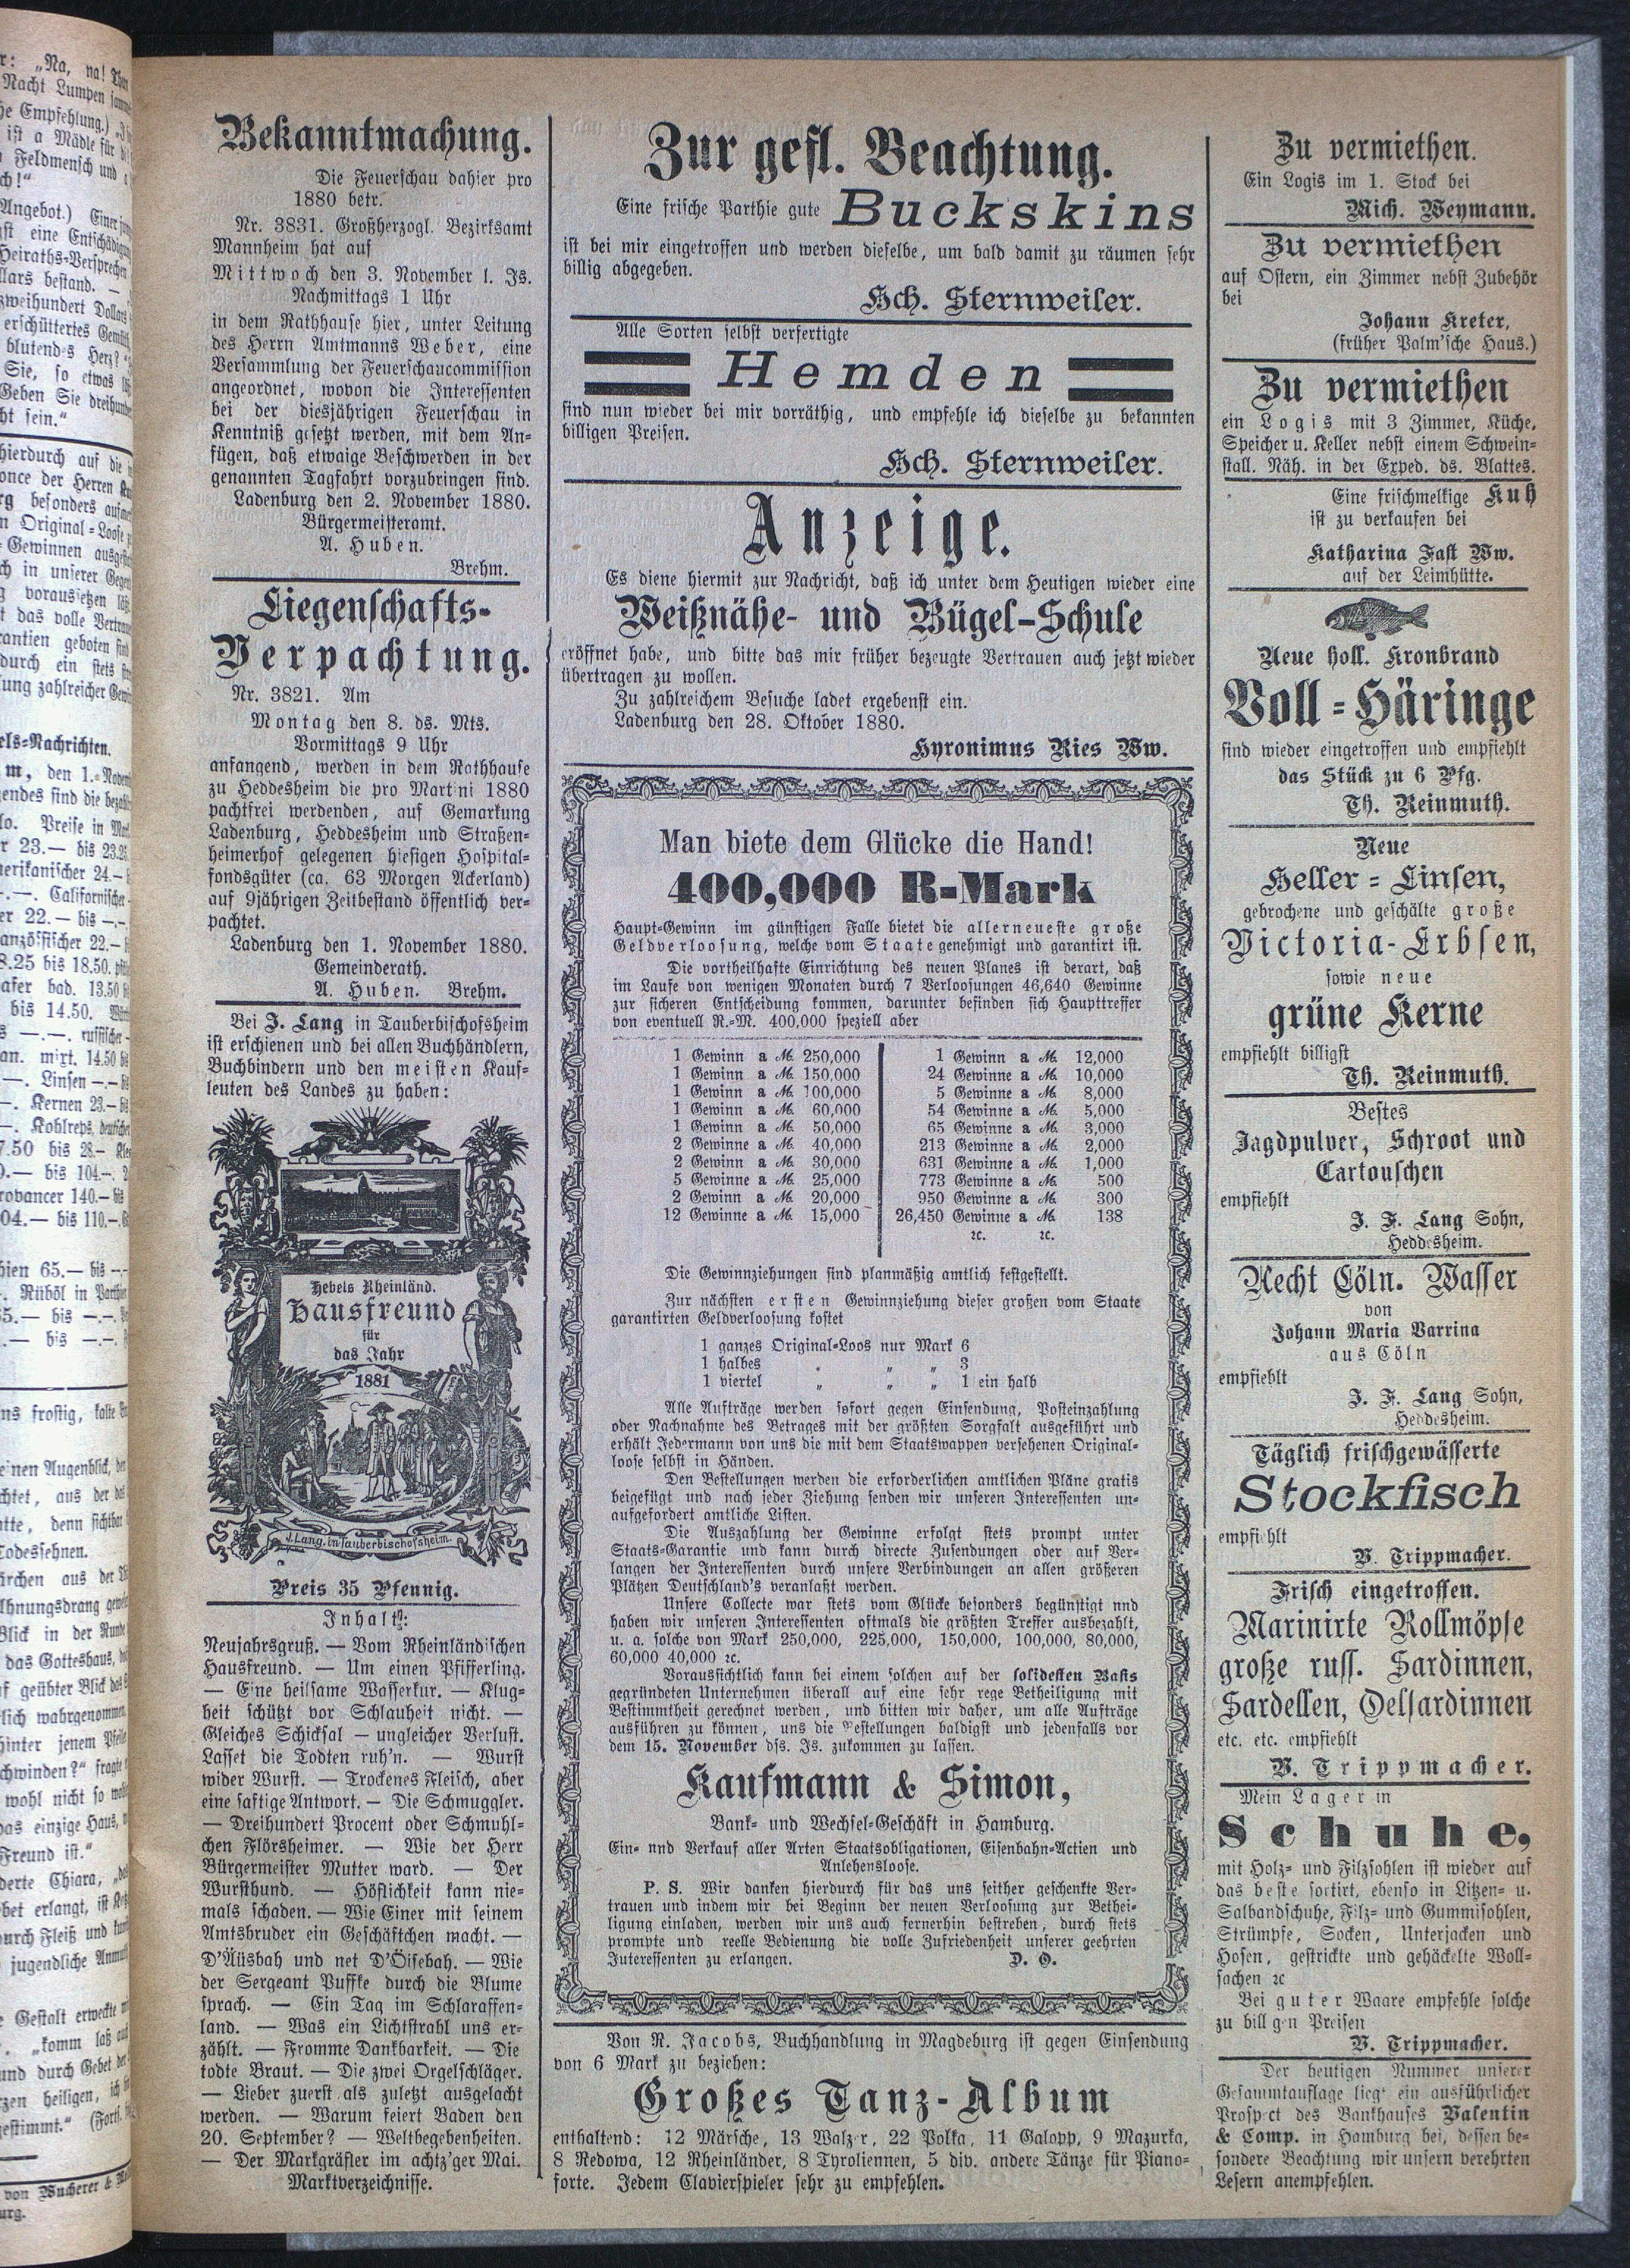 Bekanntmachung.
Die Feuerschau dahier pro
1880 betr.
Nr. 3831. Großherzogl. Bezirksamt
Mannheim hat auf
Mittwoch den 3. November l. Js.
Nachmittags 1 Uhr
in dem Rathhause hier, unter Leitung
des Herrn Amtmanns Weber, eine
Versammlung der Feuerschaucommission
angeordnet, wovon die Interessenten
bei der diesjährigen Feuerschau in
Kenntniß gesetzt werden, mit dem An-
fügen, daß etwaige Beschwerden in der
genannten Tagfahrt vorzubringen sind.
Ladenburg den 2. November 1880.
Bürgermeisteramt.
A. Huben.
Brehm.
Liegenschafts-
Verpachtung.
Nr. 3821. Am
Montag den 8. ds. Mts.
Vormittags 9 Uhr
anfangend, werden in dem Rathhause
zu Heddesheim die pro Martini 1880
pachtfrei werdenden, auf Gemarkung
Ladenburg, Heddesheim und Straßen-
heimerhof gelegenen hiesigen Hospital-
fondsgüter (ca. 63 Morgen Ackerland)
auf 9jährigen Zeitbestand öffentlich ver-
pachtet.
Ladenburg den 1. November 1880.
Gemeinderath.
A. Huben. Brehm.
Bei J. Lang in Tauberbischofsheim
ist erschienen und bei allen Buchhändlern,
Buchbindern und den meisten Kauf-
leuten des Landes zu haben:
Hebels Rheinländ.
Hausfreund
für
das Jahr
1881
J. Lang. in Tauberbischofsheim.
Preis 35 Pfennig.
Inhalt:
Neujahrsgruß. — Vom Rheinländischen
Hausfreund. — Um einen Pfifferling.
— Eine heilsame Wasserkur. — Klug-
heit schützt vor Schlauheit nicht. —
Gleiches Schicksal — ungleicher Verlust.
Lasset die Todten ruh'n. — Wurst
wider Wurst. — Trockenes Fleisch, aber
eine saftige Antwort. — Die Schmuggler.
— Dreihundert Procent oder Schmuhl-
chen Flörsheimer. — Wie der Herr
Bürgermeister Mutter ward. — Der
Wursthund. — Höflichkeit kann nie-
mals schaden. — Wie Einer mit seinem
Amtsbruder ein Geschäftchen macht. —
D'Äüsbah und net D'Öisebah. — Wie
der Sergeant Puffke durch die Blume
sprach. — Ein Tag im Schlaraffen-
land. — Was ein Lichtstrahl uns er-
zählt. — Fromme Dankbarkeit. — Die
todte Braut. — Die zwei Orgelschläger.
— Lieber zuerst als zuletzt ausgelacht
werden. — Warum feiert Baden den
20. September? — Weltbegebenheiten.
— Der Markgräfler im achtz'ger Mai.
Marktverzeichnisse.
Zur gefl. Beachtung.
Eine frische Parthie gute Buckskins
ist bei mir eingetroffen und werden dieselbe, um bald damit zu räumen sehr
billig abgegeben.
Hch. Sternweiler.
Alle Sorten selbst verfertigte
Hemden
sind nun wieder bei mir vorräthig, und empfehle ich dieselbe zu bekannten
billigen Preisen.
Hch. Sternweiler.
Anzeige.
Es diene hiermit zur Nachricht, daß ich unter dem Heutigen wieder eine
Weißnähe- und Bügel-Schule
eröffnet habe, und bitte das mir früher bezeugte Vertrauen auch jetzt wieder
übertragen zu wollen.
Zu zahlreichem Besuche ladet ergebenst ein.
Ladenburg den 28. Oktober 1880.
Hyronimus Ries Ww.
Man biete dem Glücke die Hand!
400,000 R-Mark
Haupt-Gewinn im günstigen Falle bietet die allerneueste große
Geldverloosung, welche vom Staate genehmigt und garantirt ist.
Die vortheilhafte Einrichtung des neuen Planes ist derart, daß
im Laufe von wenigen Monaten durch 7 Verloosungen 46,640 Gewinne
zur sicheren Entscheidung kommen, darunter befinden sich Haupttreffer
von eventuell R.-M. 400,000 speziell aber
1 Gewinn a M. 250,000
1 Gewinn a M. 150,000
1 Gewinn a M. 100,000
1 Gewinn a M. 60,000
1 Gewinn a M. 50,000
2 Gewinne a M. 40,000
2 Gewinn a M. 30,000
5 Gewinne a M. 25,000
2 Gewinn a M. 20,000
12 Gewinne a M. 15,000
1 Gewinn a M. 12,000
24 Gewinne a M. 10,000
5 Gewinne a M. 8,000
54 Gewinne a M. 5,000
65 Gewinne a M. 3,000
213 Gewinne a M. 2,000
631 Gewinne a M. 1,000
773 Gewinne a M. 500
950 Gewinne a M. 300
26,450 Gewinne a M. 138
ꝛc. ꝛc.
Die Gewinnziehungen sind planmäßig amtlich festgestellt.
Zur nächsten ersten Gewinnziehung dieser großen vom Staate
garantirten Geldverloosung kostet
1 ganzes Original-Loos nur Mark 6
1 halbes „ „ „ 3
1 viertel „ „ „ 1 ein halb
Alle Aufträge werden sofort gegen Einsendung, Posteinzahlung
oder Nachnahme des Betrages mit der größten Sorgfalt ausgeführt und
erhält Jedermann von uns die mit dem Staatswappen versehenen Original-
loose selbst in Händen.
Den Bestellungen werden die erforderlichen amtlichen Pläne gratis
beigefügt und nach jeder Ziehung senden wir unseren Interessenten un-
aufgefordert amtliche Listen.
Die Auszahlung der Gewinne erfolgt stets prompt unter
Staats-Garantie und kann durch directe Zusendungen oder auf Ver-
langen der Interessenten durch unsere Verbindungen an allen größeren
Plätzen Deutschland's veranlaßt werden.
Unsere Collecte war stets vom Glücke besonders begünstigt nnd
haben wir unseren Interessenten oftmals die größten Treffer ausbezahlt,
u. a. solche von Mark 250,000, 225,000, 150,000, 100,000, 80,000,
60,000 40,000 ꝛc.
Voraussichtlich kann bei einem solchen auf der solidesten Basis
gegründeten Unternehmen überall auf eine sehr rege Betheiligung mit
Bestimmtheit gerechnet werden, und bitten wir daher, um alle Aufträge
ausführen zu können, uns die Bestellungen baldigst und jedenfalls vor
dem 15. November dss. Js. zukommen zu lassen.
Kaufmann & Simon,
Bank- und Wechsel-Geschäft in Hamburg.
Ein- nnd Verkauf aller Arten Staatsobligationen, Eisenbahn-Actien und
Anlehensloose.
P. S. Wir danken hierdurch für das uns seither geschenkte Ver-
trauen und indem wir bei Beginn der neuen Verloosung zur Bethei-
ligung einladen, werden wir uns auch fernerhin bestreben, durch stets
prompte und reelle Bedienung die volle Zufriedenheit unserer geehrten
Interessenten zu erlangen. D. O.
Von R. Jacobs, Buchhandlung in Magdeburg ist gegen Einsendung
von 6 Mark zu beziehen:
Großes Tanz-Album
enthaltend: 12 Märsche, 13 Walzer, 22 Polka, 11 Galopp, 9 Mazurka,
8 Redowa, 12 Rheinländer, 8 Tyroliennen, 5 div. andere Tänze für Piano-
forte. Jedem Clavierspieler sehr zu empfehlen.
Zu vermiethen.
Ein Logis im 1. Stock bei
Mich. Weymann.
Zu vermiethen
auf Ostern, ein Zimmer nebst Zubehör
bei
Johann Kreter,
(früher Palm'sche Haus.)
Zu vermiethen
ein Logis mit 3 Zimmer, Küche,
Speicher u. Keller nebst einem Schwein-
stall. Näh. in der Exped. ds. Blattes.
Eine frischmelkige Kuh
ist zu verkaufen bei
Katharina Fast Ww.
auf der Leimhütte.
Neue holl. Kronbrand
Voll-Häringe
sind wieder eingetroffen und empfiehlt
das Stück zu 6 Pfg.
Th. Reinmuth.
Neue
Heller-Linsen,
gebrochene und geschälte große
Victoria-Erbsen,
sowie neue
grüne Kerne
empfiehlt billigst
Th. Reinmuth.
Bestes
Jagdpulver, Schroot und
Cartouschen
empfiehlt
J. F. Lang Sohn,
Heddesheim.
Aecht Cöln. Wasser
von
Johann Maria Varrina
aus Cöln
empfiehlt
J. F. Lang Sohn,
Heddesheim.
Täglich frischgewässerte
Stockfisch
empfiehlt
V. Trippmacher.
Frisch eingetroffen.
Marinirte Rollmöpse
große russ. Sardinnen,
Sardellen, Oelsardinnen
etc. etc. empfiehlt
V. Trippmacher.
Mein Lager in
Schuhe,
mit Holz- und Filzsohlen ist wieder auf
das beste sortirt, ebenso in Litzen- u.
Salbandschuhe, Filz- und Gummisohlen,
Strümpfe, Socken, Unterjacken und
Hosen, gestrickte und gehäckelte Woll-
sachen ꝛc
Bei guter Waare empfehle solche
zu billigen Preisen
V. Trippmacher.
Der heutigen Nummer unserer
Gesammtauflage liegt ein ausführlicher
Prospect des Bankhauses Valentin
& Comp. in Hamburg bei, dessen be-
sondere Beachtung wir unsern verehrten
Lesern anempfehlen.